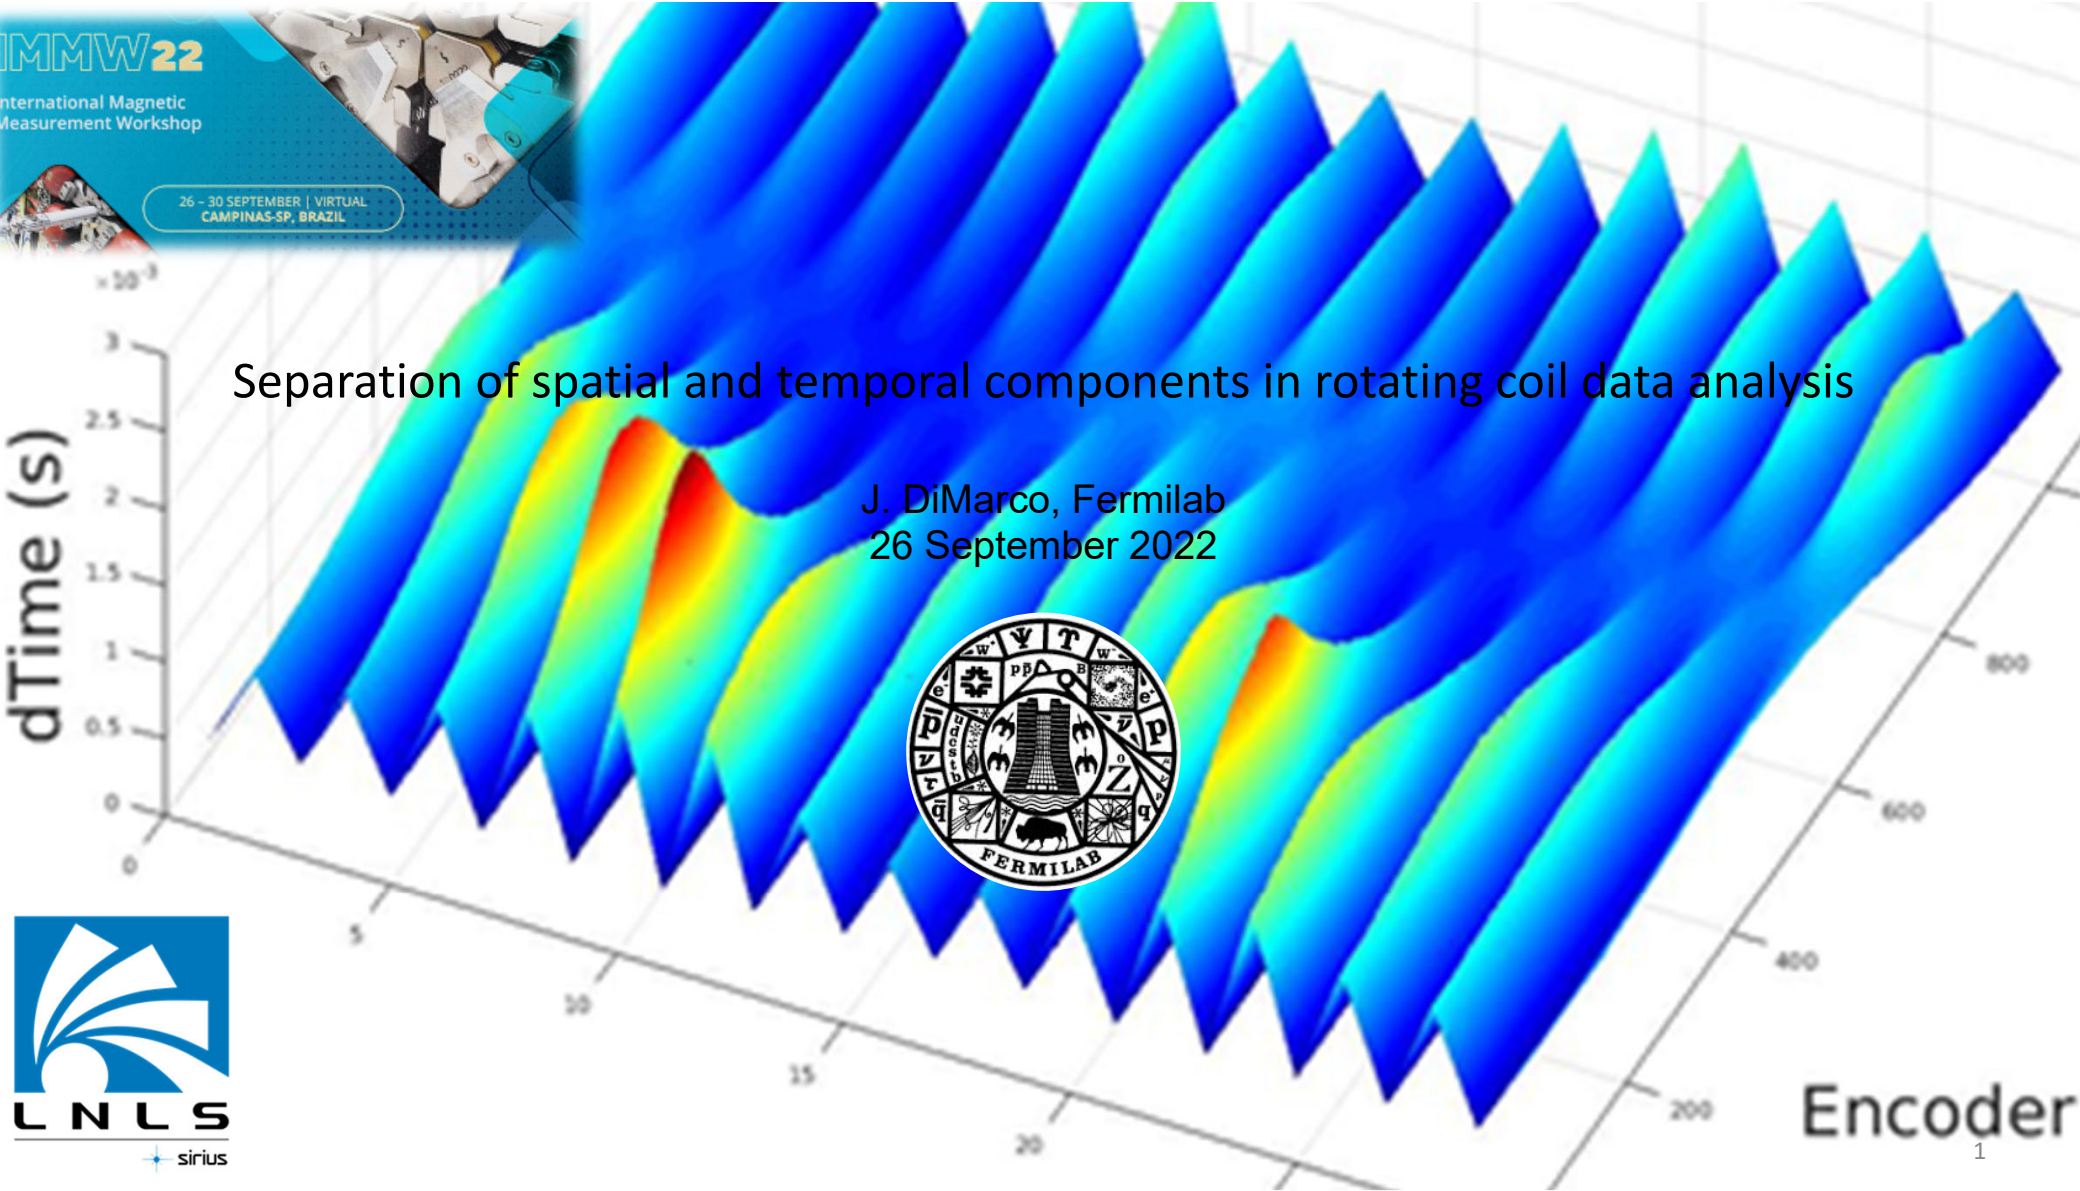 IMMW22
nternational Magnetic
Measurement Workshop
26 – 30 SEPTEMBER | VIRTUAL
CAMPINAS-SP, BRAZIL
×10⁻³
3
2.5
2
1.5
1
0.5
0
dTime (s)
Separation of spatial and temporal components in rotating coil data analysis
J. DiMarco, Fermilab
26 September 2022
FERMILAB
0
5
10
15
20
800
600
400
200
Encoder
LNLS
sirius
1